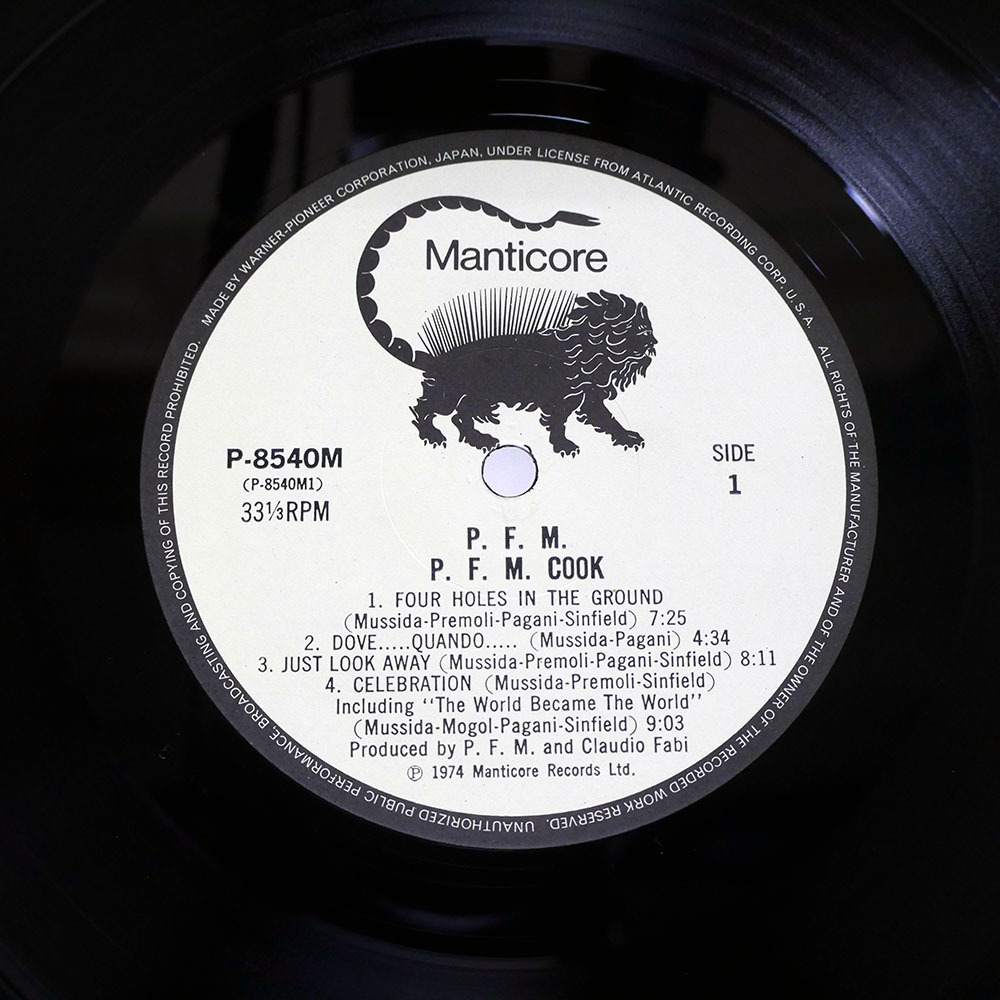 MADE BY WARNER-PIONEER CORPORATION, JAPAN, UNDER LICENSE FROM ATLANTIC RECORDING CORP. U.S.A. ALL RIGHTS OF THE MANUFACTURER AND OF THE OWNER OF THE RECORDED WORK RESERVED. UNAUTHORIZED PUBLIC PERFORMANCE, BROADCASTING AND COPYING OF THIS RECORD PROHIBITED.
Manticore
P-8540M
(P-8540M1)
33⅓RPM
SIDE
1
P. F. M.
P. F. M. COOK
1. FOUR HOLES IN THE GROUND
(Mussida-Premoli-Pagani-Sinfield) 7:25
2. DOVE.....QUANDO..... (Mussida-Pagani) 4:34
3. JUST LOOK AWAY (Mussida-Premoli-Pagani-Sinfield) 8:11
4. CELEBRATION (Mussida-Premoli-Sinfield)
Including “The World Became The World”
(Mussida-Mogol-Pagani-Sinfield) 9:03
Produced by P. F. M. and Claudio Fabi
℗ 1974 Manticore Records Ltd.